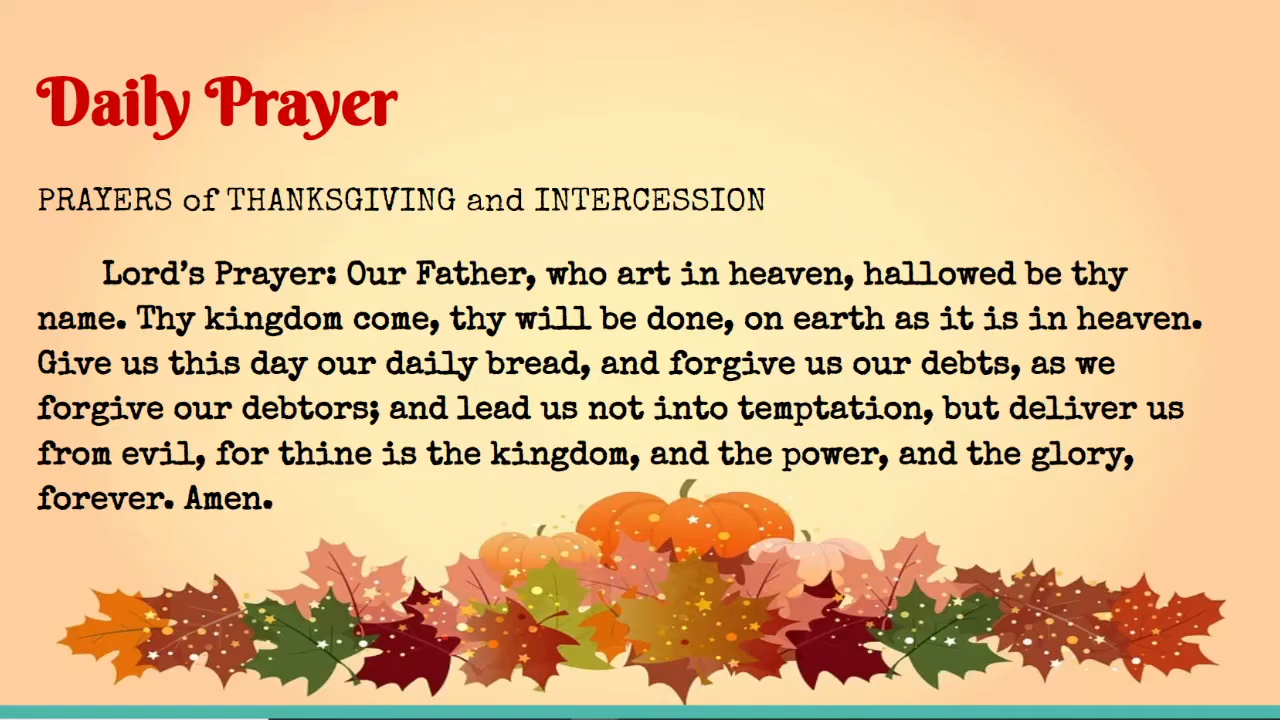 Daily Prayer
PRAYERS of THANKSGIVING and INTERCESSION
Lord's Prayer: Our Father, who art in heaven, hallowed be thy
name. Thy kingdom come, thy will be done, on earth as it is in heaven.
Give us this day our daily bread, and forgive us our debts, as we
forgive our debtors; and lead us not into temptation, but deliver us
from evil, for thine is the kingdom, and the power, and the glory,
forever. Amen.